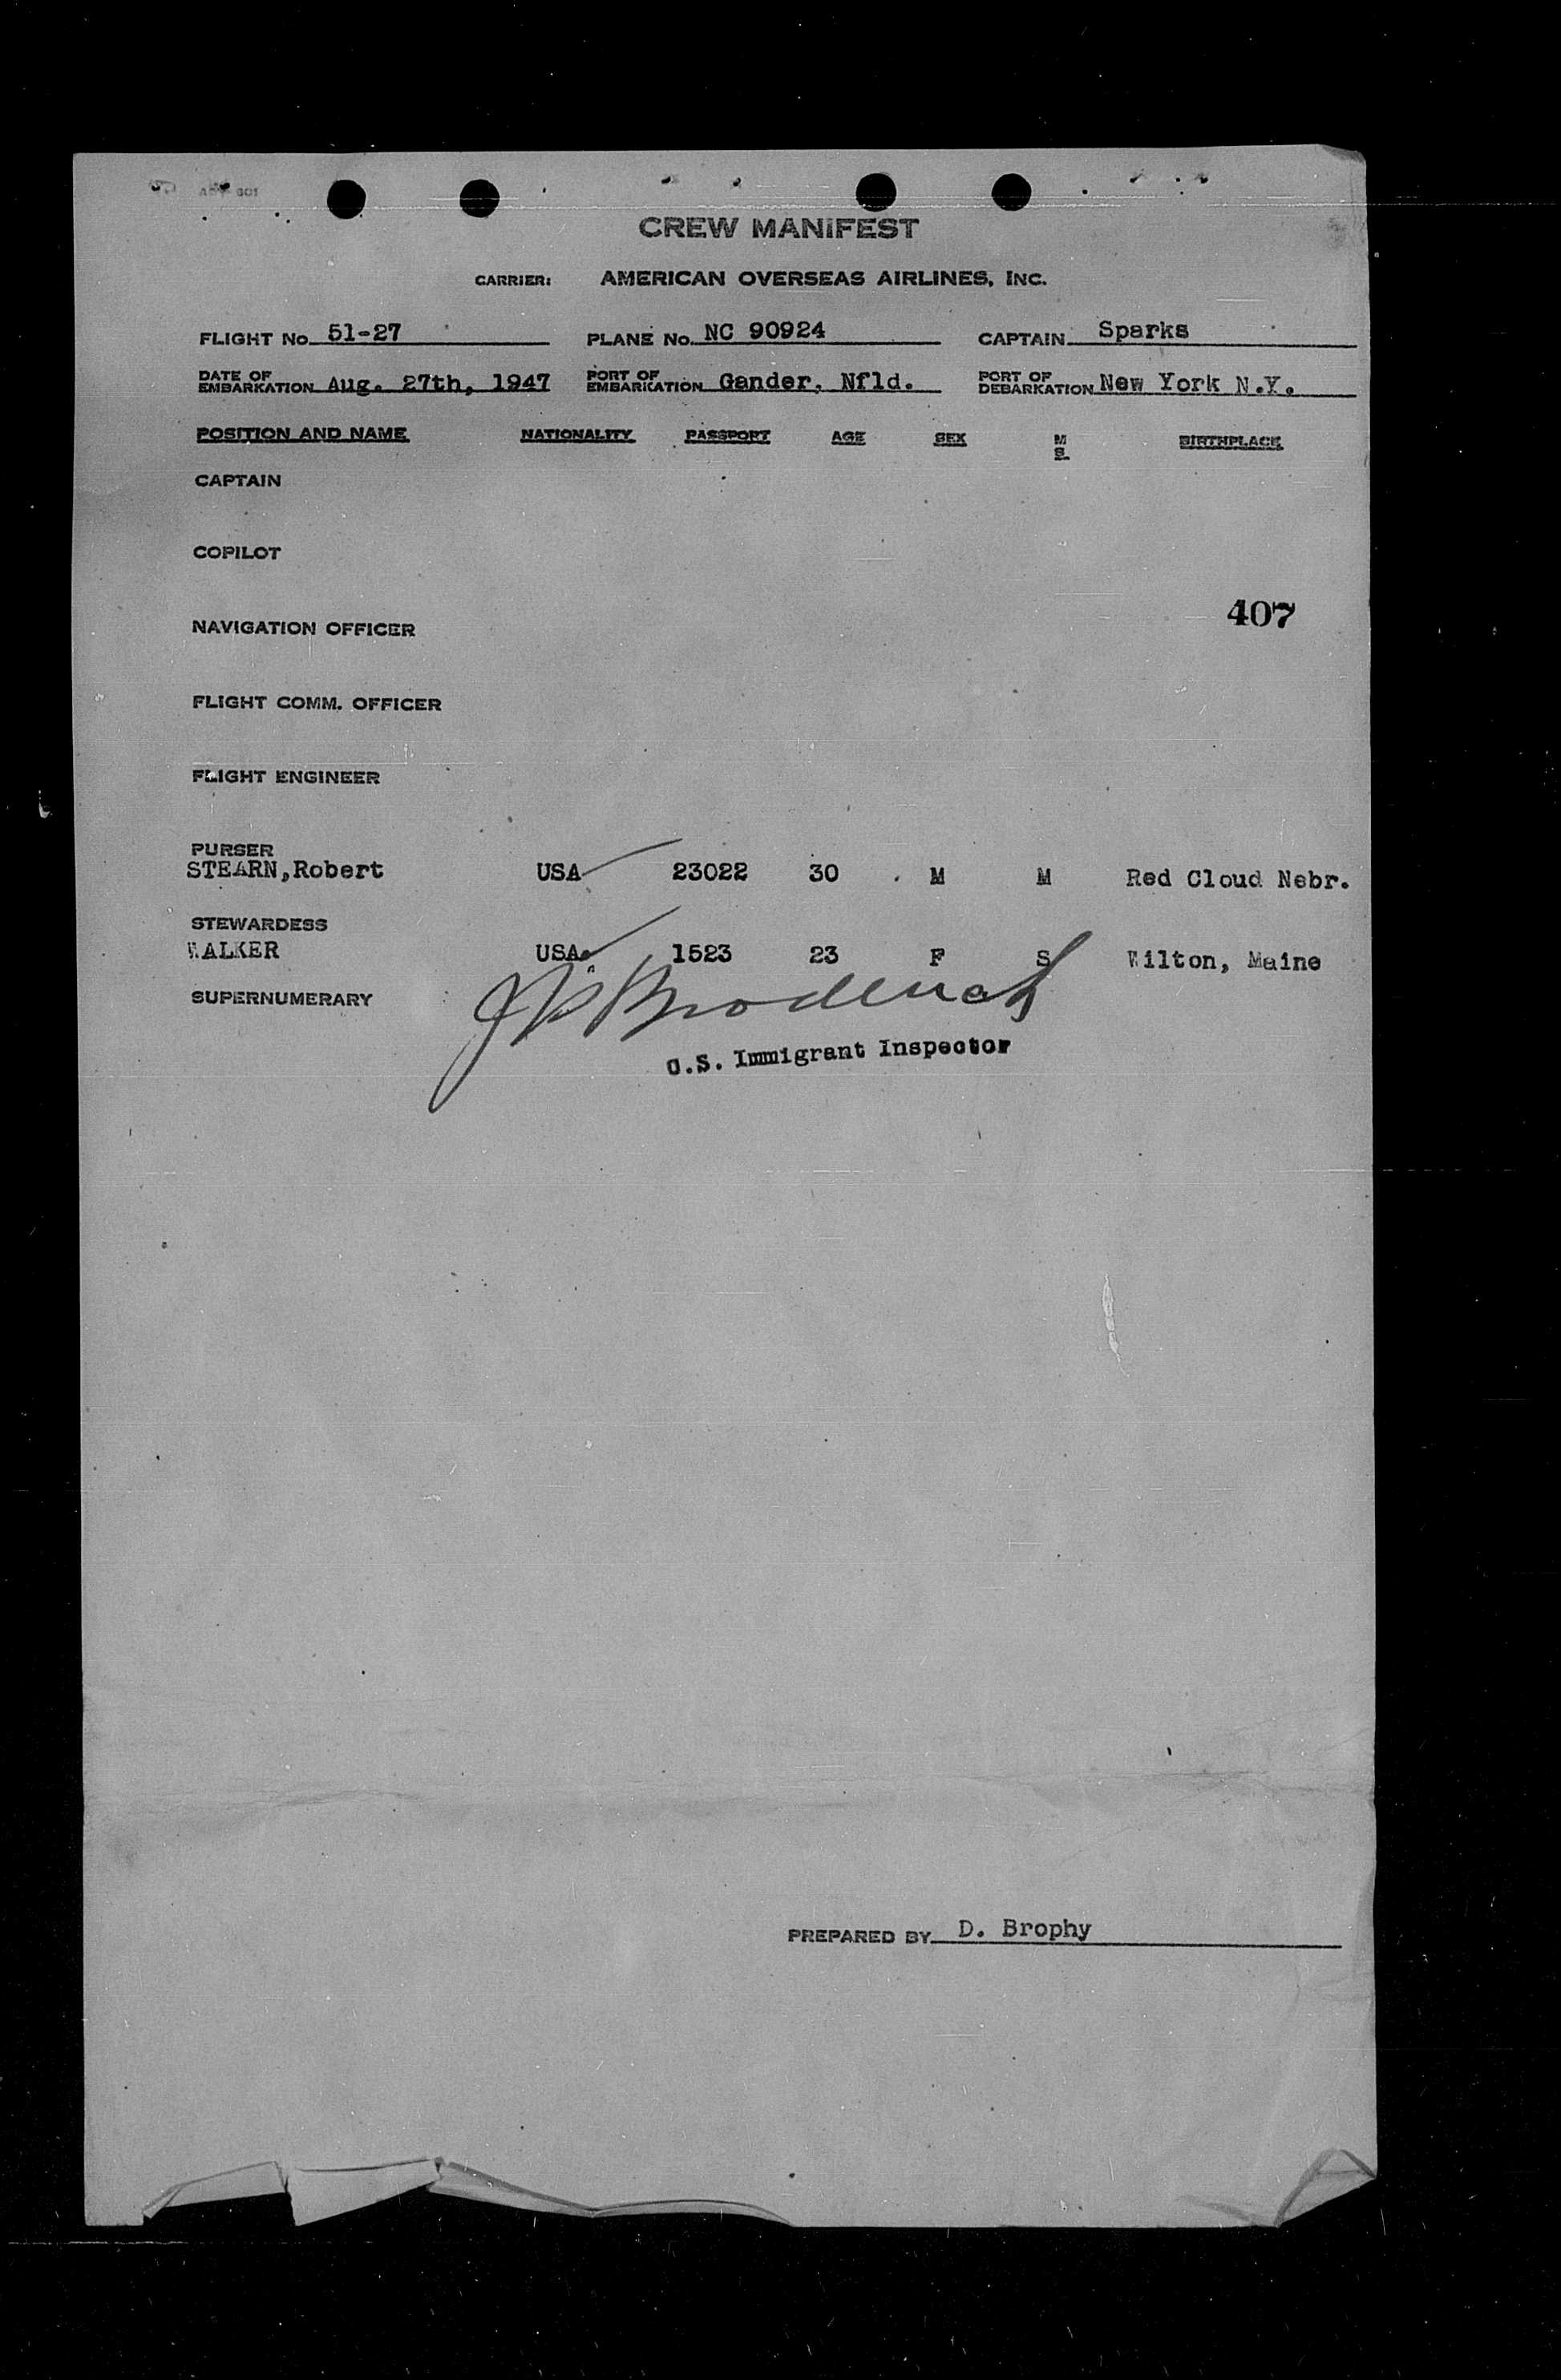 CREW MANIFEST
CARRIER: AMERICAN OVERSEAS AIRLINES, INC.
FLIGHT No. 51-27 PLANE No. NC 90924 CAPTAIN Sparks
DATE OF EMBARKATION Aug. 27th, 1947 PORT OF EMBARKATION Gander, Nfld. PORT OF DEBARKATION New York N.Y.
POSITION AND NAME NATIONALITY PASSPORT AGE SEX M S BIRTHPLACE
CAPTAIN
COPILOT
407
NAVIGATION OFFICER
FLIGHT COMM. OFFICER
FLIGHT ENGINEER
PURSER
STEARN,Robert USA 23022 30 M M Red Cloud Nebr.
STEWARDESS
WALKER USA 1523 23 F S Wilton, Maine
SUPERNUMERARY
Broderick
U.S. Immigrant Inspector
PREPARED BY D. Brophy